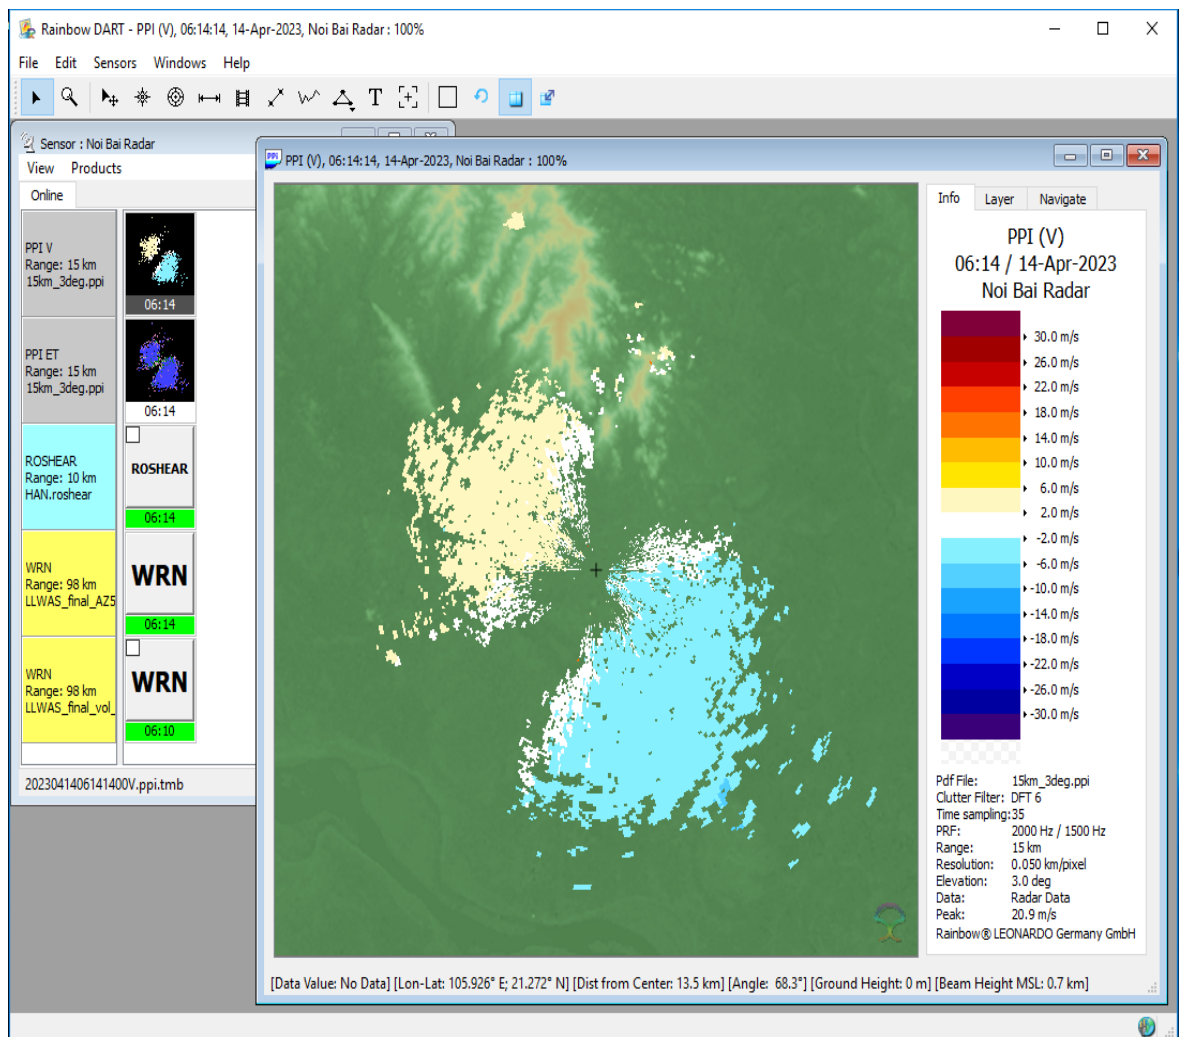 Rainbow DART - PPI (V), 06:14:14, 14-Apr-2023, Noi Bai Radar : 100%
File Edit Sensors Windows Help
T
Sensor : Noi Bai Radar
View Products
Online
PPI V
Range: 15 km
15km_3deg.ppi
06:14
PPI ET
Range: 15 km
15km_3deg.ppi
06:14
ROSHEAR
Range: 10 km
HAN.roshear
ROSHEAR
06:14
WRN
Range: 98 km
LLWAS_final_AZ5
WRN
06:14
WRN
Range: 98 km
LLWAS_final_vol_
WRN
06:10
2023041406141400V.ppi.tmb
PPi PPI (V), 06:14:14, 14-Apr-2023, Noi Bai Radar : 100%
Info Layer Navigate
PPI (V)
06:14 / 14-Apr-2023
Noi Bai Radar
30.0 m/s
26.0 m/s
22.0 m/s
18.0 m/s
14.0 m/s
10.0 m/s
6.0 m/s
2.0 m/s
-2.0 m/s
-6.0 m/s
-10.0 m/s
-14.0 m/s
-18.0 m/s
-22.0 m/s
-26.0 m/s
-30.0 m/s
Pdf File: 15km_3deg.ppi
Clutter Filter: DFT 6
Time sampling:35
PRF: 2000 Hz / 1500 Hz
Range: 15 km
Resolution: 0.050 km/pixel
Elevation: 3.0 deg
Data: Radar Data
Peak: 20.9 m/s
Rainbow® LEONARDO Germany GmbH
[Data Value: No Data] [Lon-Lat: 105.926° E; 21.272° N] [Dist from Center: 13.5 km] [Angle: 68.3°] [Ground Height: 0 m] [Beam Height MSL: 0.7 km]